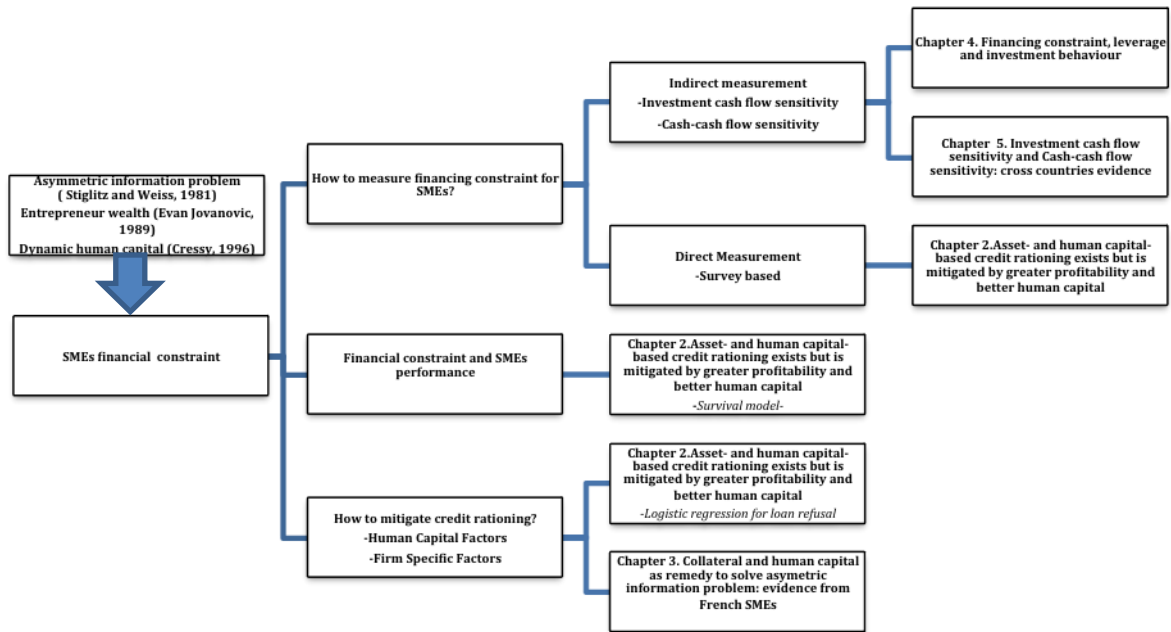 Asymmetric information problem
( Stiglitz and Weiss, 1981)
Entrepreneur wealth (Evan Jovanovic,
1989)
Dynamic human capital (Cressy, 1996)
SMEs financial constraint
How to measure financing constraint for
SMEs?
Indirect measurement
-Investment cash flow sensitivity
-Cash-cash flow sensitivity
Chapter 4. Financing constraint, leverage
and investment behaviour
Chapter 5. Investment cash flow
sensitivity and Cash-cash flow
sensitivity: cross countries evidence
Direct Measurement
-Survey based
Chapter 2.Asset- and human capital-
based credit rationing exists but is
mitigated by greater profitability and
better human capital
Financial constraint and SMEs
performance
Chapter 2.Asset- and human capital-
based credit rationing exists but is
mitigated by greater profitability and
better human capital
-Survival model-
How to mitigate credit rationing?
-Human Capital Factors
-Firm Specific Factors
Chapter 2.Asset- and human capital-
based credit rationing exists but is
mitigated by greater profitability and
better human capital
-Logistic regression for loan refusal
Chapter 3. Collateral and human capital
as remedy to solve asymetric
information problem: evidence from
French SMEs